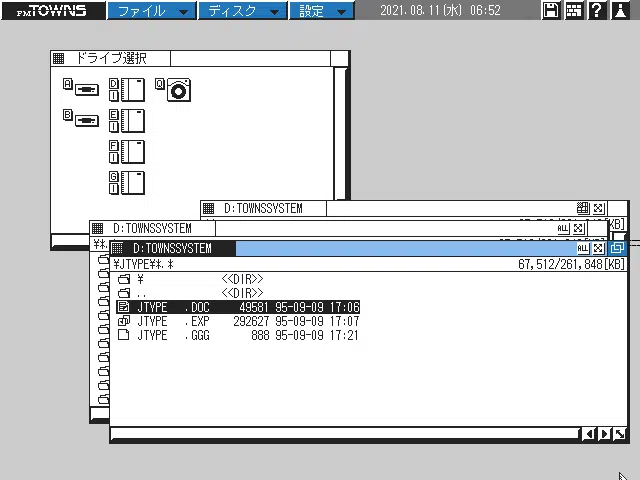 FM TOWNS ファイル ディスク 設定 2021.08.11(水) 06:52
ドライブ選択
A D Q
I
B E
I
F
I
G
I
D:TOWNSSYSTEM
D:TOWNSSYSTEM ALL
¥*.
D:TOWNSSYSTEM ALL
¥JTYPE¥*.* 67,512/261,848[KB]
¥ <<DIR>>
.. <<DIR>>
JTYPE .DOC 49581 95-09-09 17:06
JTYPE .EXP 292627 95-09-09 17:07
JTYPE .GGG 888 95-09-09 17:21